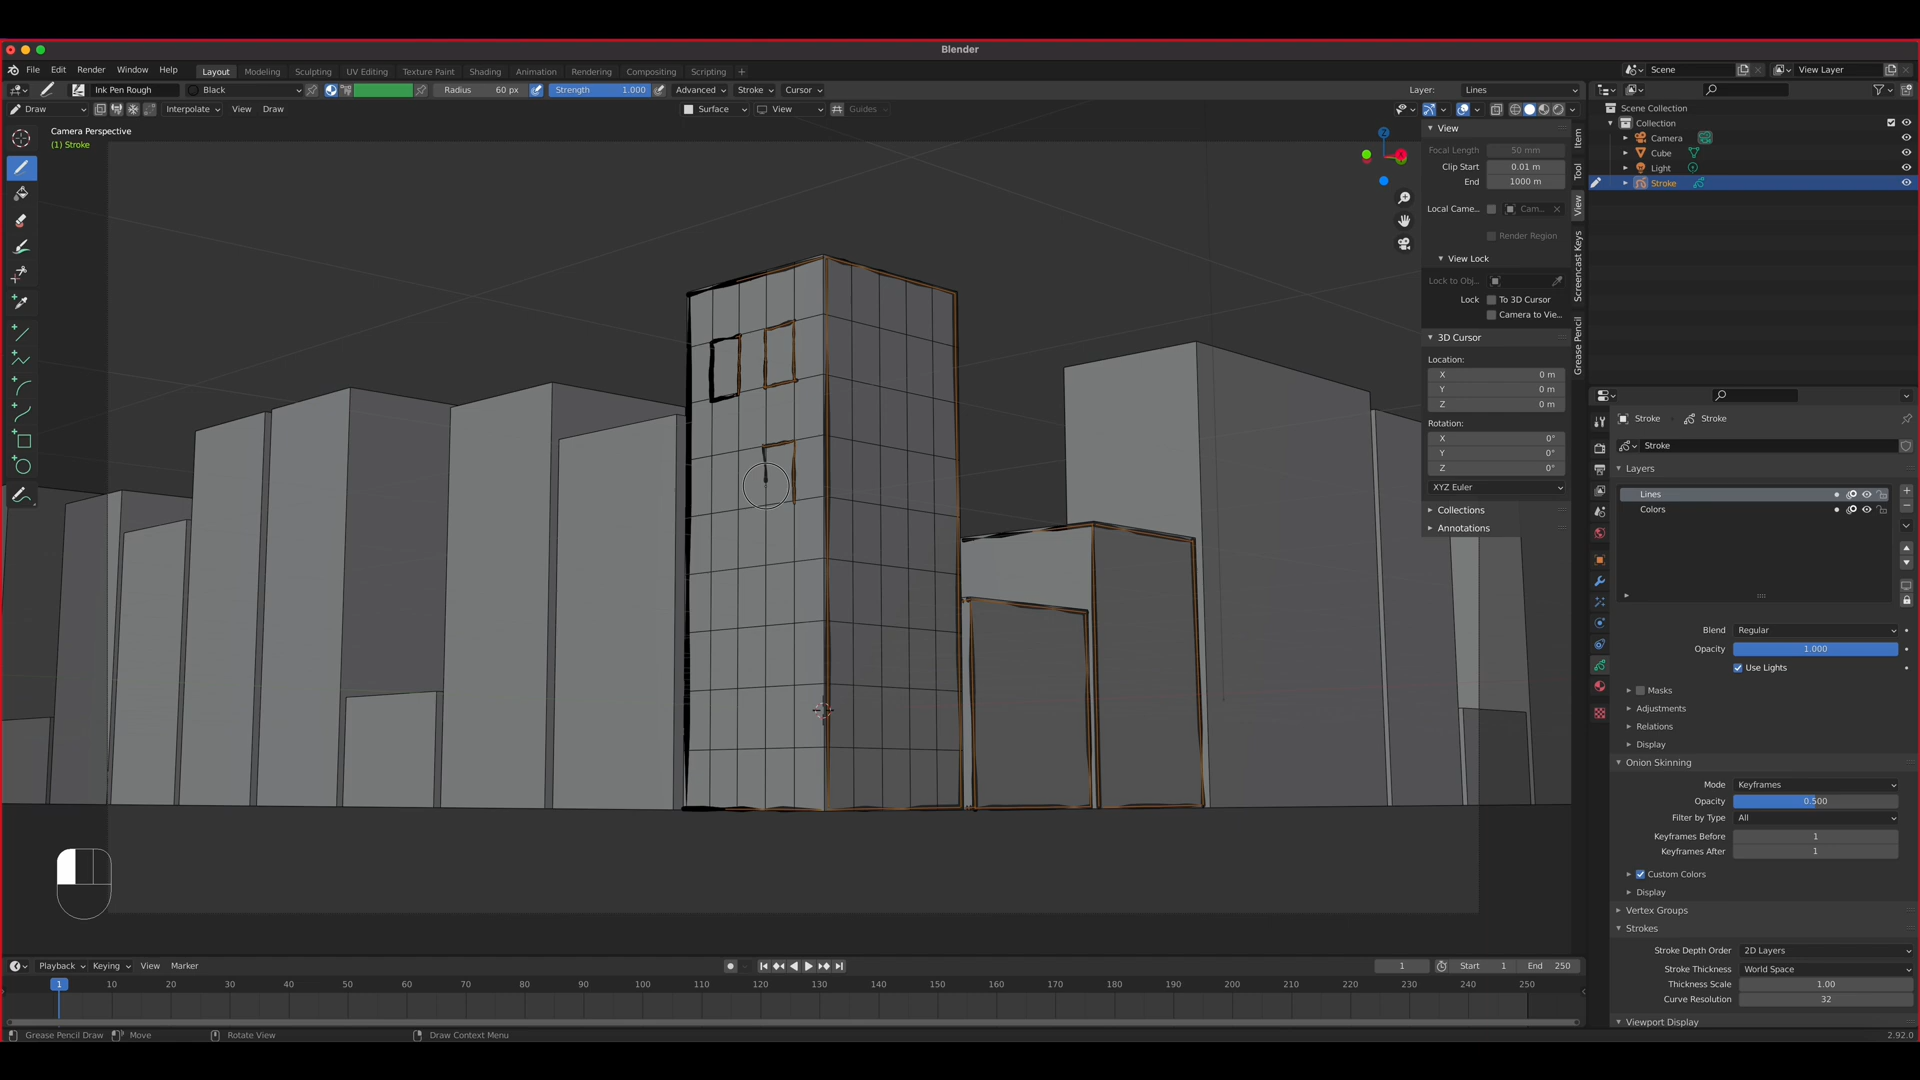 Blender
File Edit Render Window Help Layout Modeling Sculpting UV Editing Texture Paint Shading Animation Rendering Compositing Scripting + Scene View Layer
Ink Pen Rough Black Radius 60 px Strength 1.000 Advanced Stroke Cursor Layer: Lines
Draw Interpolate View Draw Surface View Guides
Camera Perspective
(1) Stroke
Z
View
Focal Length 50 mm
Clip Start 0.01 m
End 1000 m
Local Came... Cam...
Render Region
View Lock
Lock to Obj...
Lock To 3D Cursor
Camera to Vie...
3D Cursor
Location:
X 0 m
Y 0 m
Z 0 m
Rotation:
X 0°
Y 0°
Z 0°
XYZ Euler
Collections
Annotations
Item
Tool
View
Screencast Keys
Grease Pencil
Scene Collection
Collection
Camera
Cube
Light
Stroke
Stroke Stroke
Stroke
Layers
Lines
Colors
Blend Regular
Opacity 1.000
Use Lights
Masks
Adjustments
Relations
Display
Onion Skinning
Mode Keyframes
Opacity 0.500
Filter by Type All
Keyframes Before 1
Keyframes After 1
Custom Colors
Display
Vertex Groups
Strokes
Stroke Depth Order 2D Layers
Stroke Thickness World Space
Thickness Scale 1.00
Curve Resolution 32
Viewport Display
Playback Keying View Marker 1 Start 1 End 250
1 10 20 30 40 50 60 70 80 90 100 110 120 130 140 150 160 170 180 190 200 210 220 230 240 250
Grease Pencil Draw Move Rotate View Draw Context Menu 2.92.0